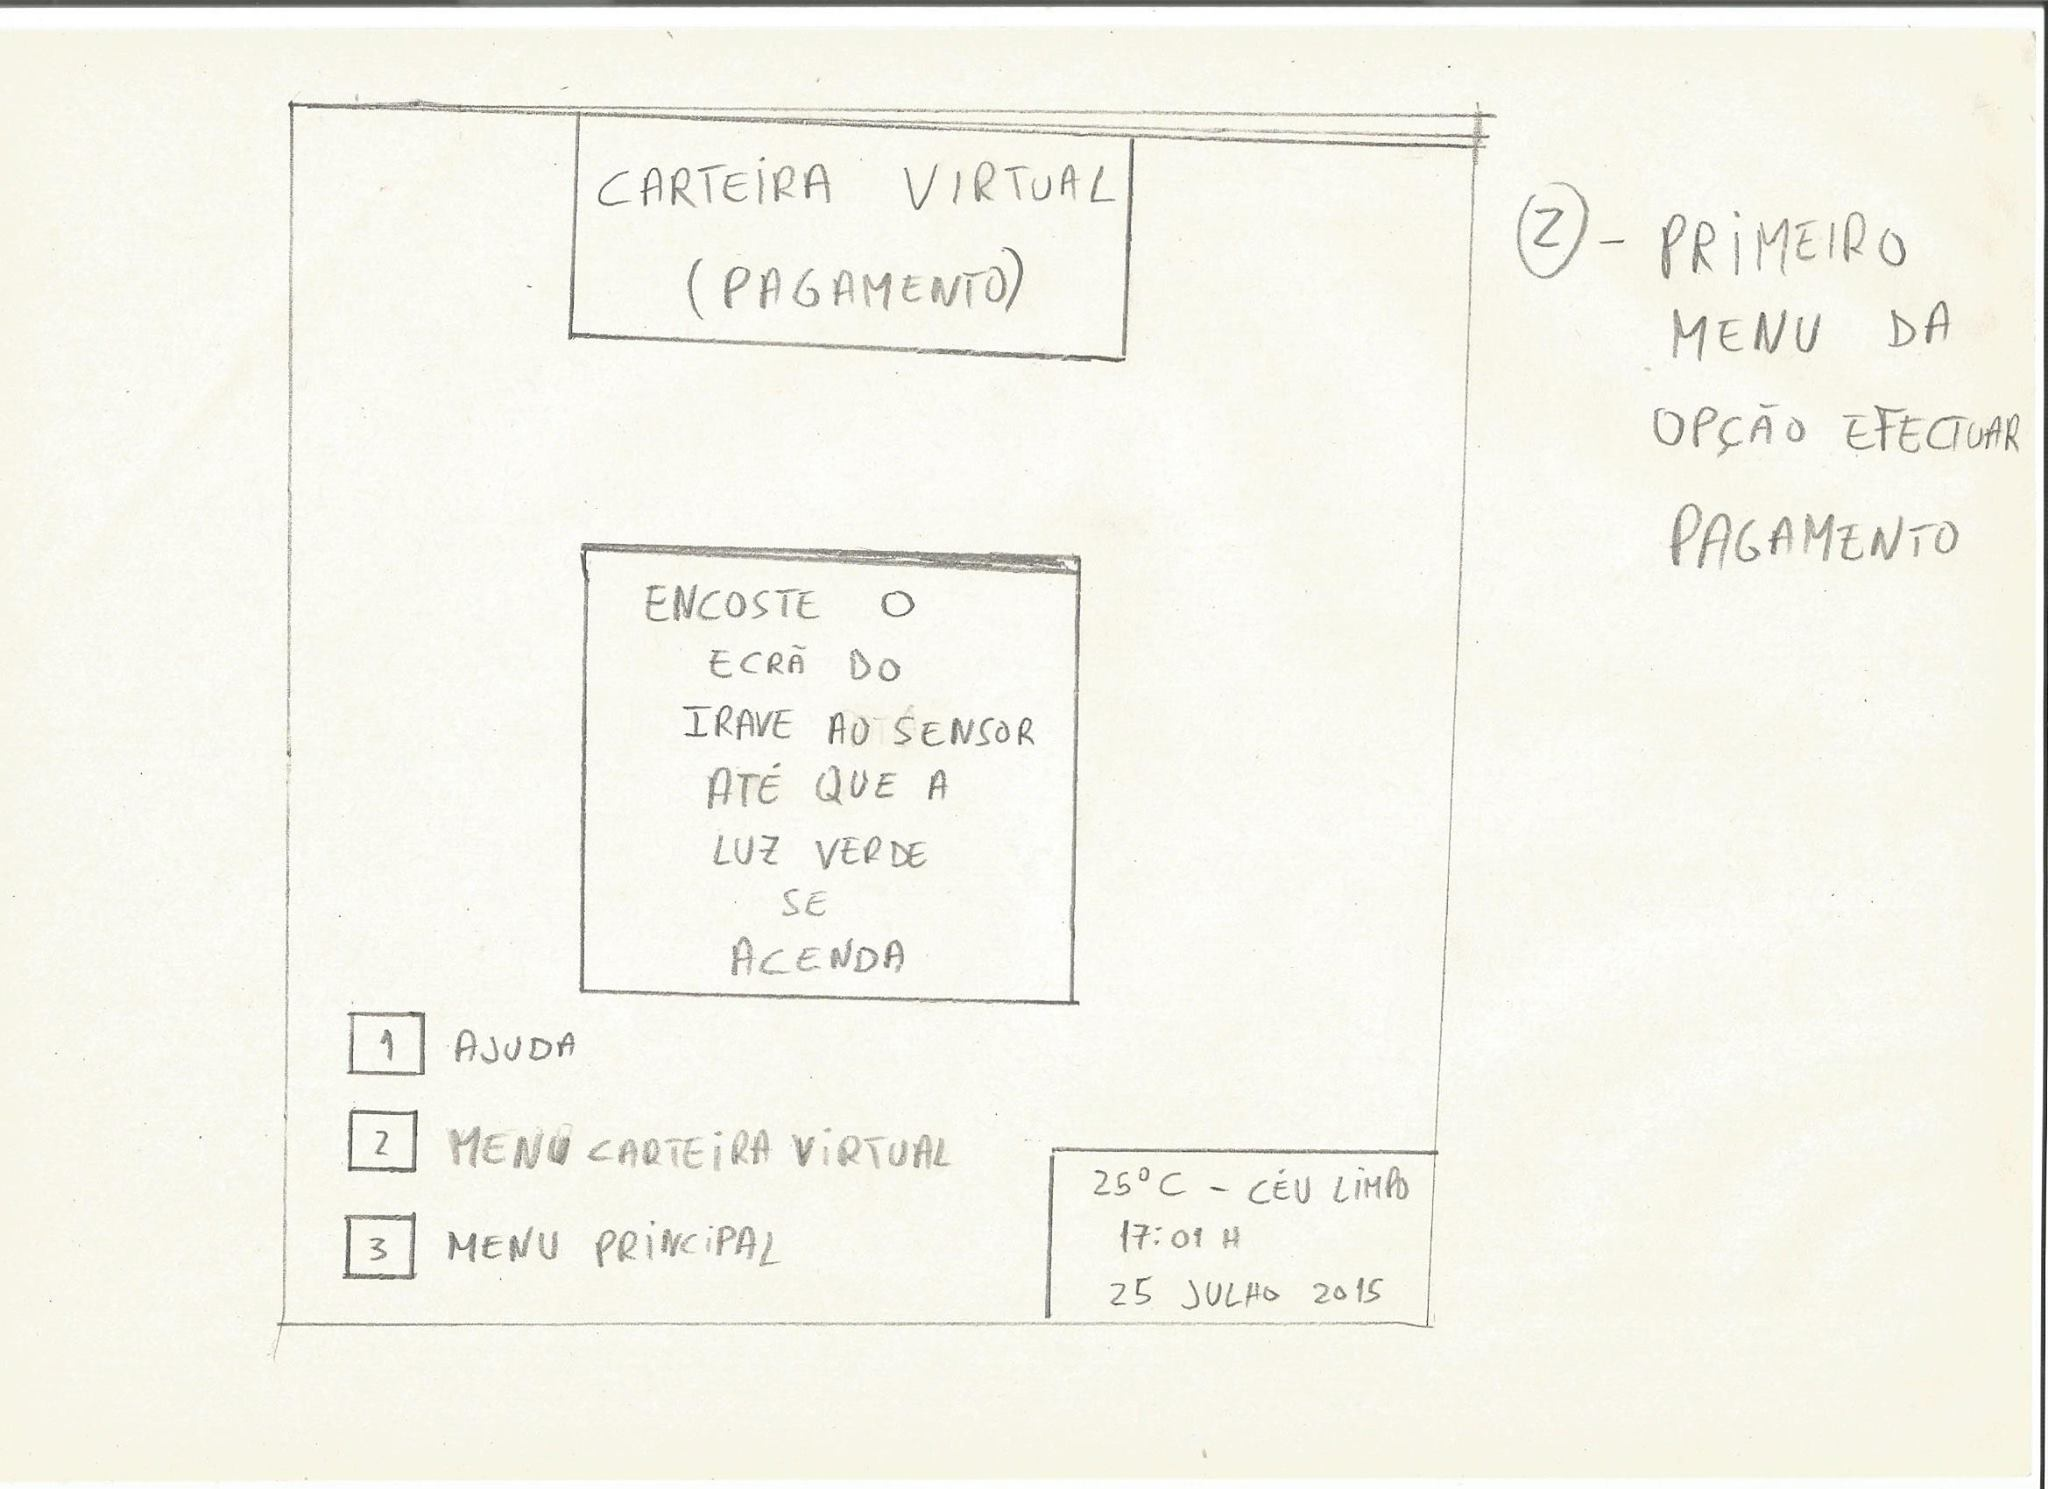 CARTEIRA VIRTUAL
(PAGAMENTO)
2 - PRIMEIRO
MENU DA
OPÇÃO EFECTUAR
PAGAMENTO
ENCOSTE O
ECRÃ DO
IRAVE AO SENSOR
ATÉ QUE A
LUZ VERDE
SE
ACENDA
1 AJUDA
2 MENU CARTEIRA VIRTUAL
3 MENU PRINCIPAL
25°C - CÉU LIMPO
17:01 H
25 JULHO 2015